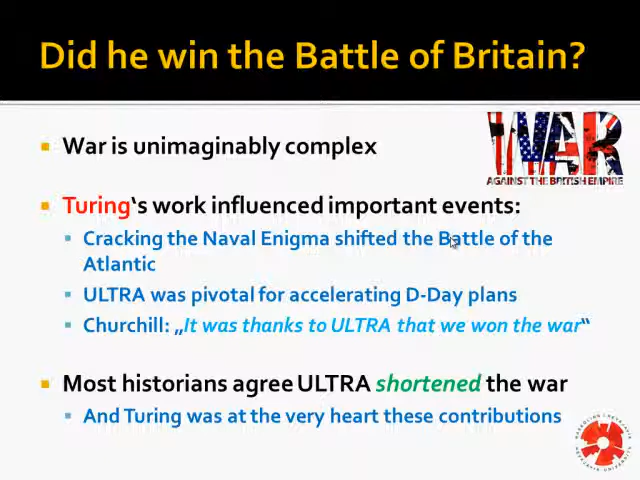 Did he win the Battle of Britain?
War is unimaginably complex
WAR
AGAINST THE BRITISH EMPIRE
Turing‘s work influenced important events:
Cracking the Naval Enigma shifted the Battle of the
Atlantic
ULTRA was pivotal for accelerating D-Day plans
Churchill: „It was thanks to ULTRA that we won the war“
Most historians agree ULTRA shortened the war
And Turing was at the very heart these contributions